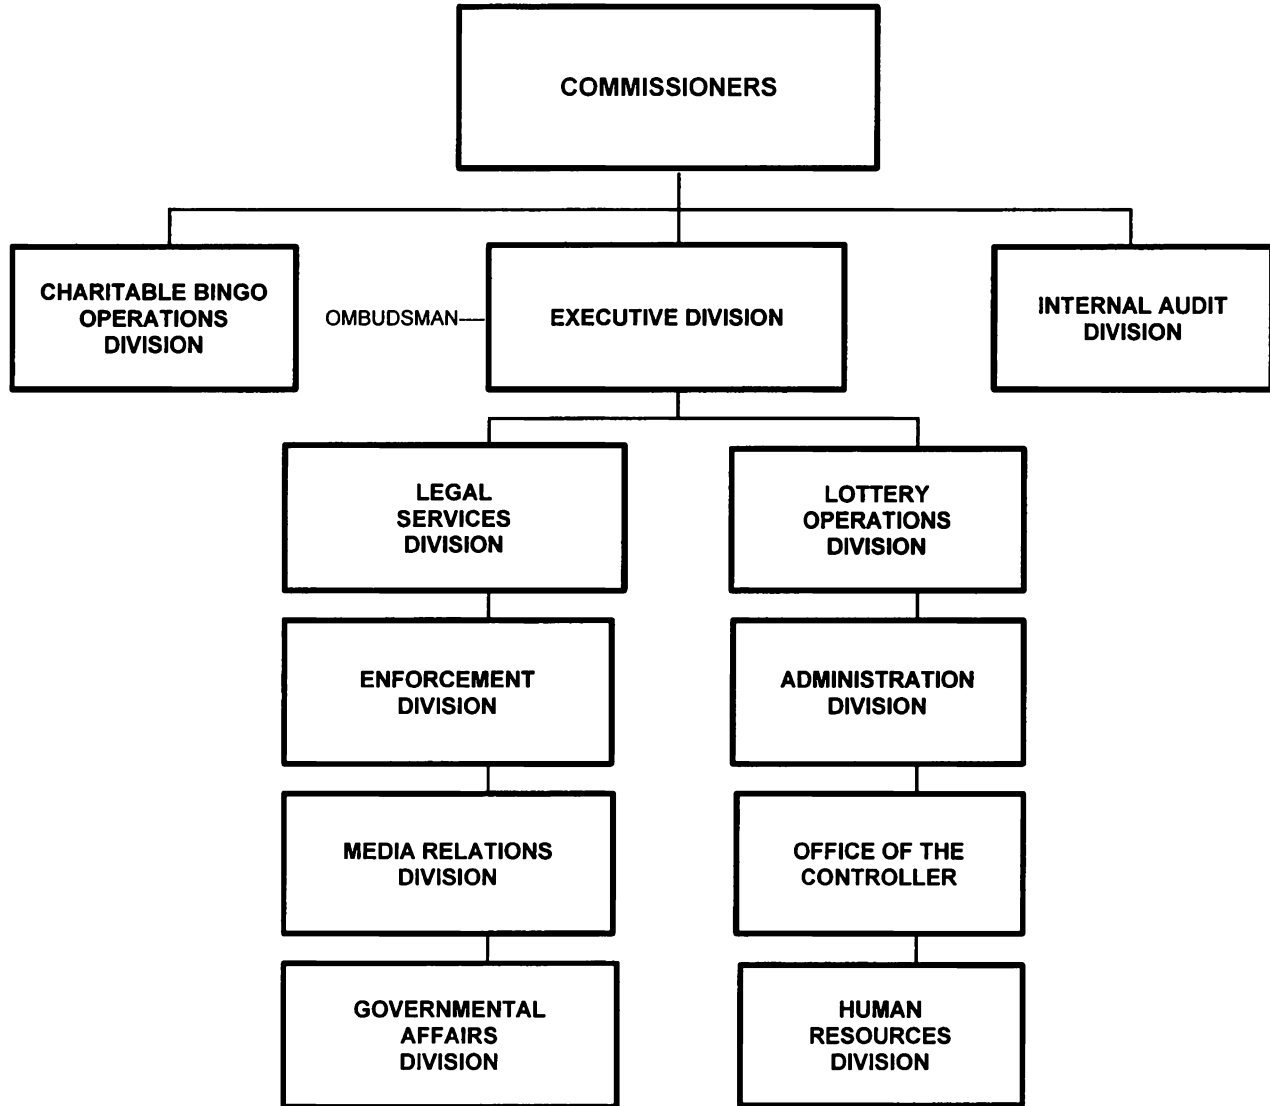 COMMISSIONERS
CHARITABLE BINGO
OPERATIONS
DIVISION
OMBUDSMAN
EXECUTIVE DIVISION
INTERNAL AUDIT
DIVISION
LEGAL
SERVICES
DIVISION
LOTTERY
OPERATIONS
DIVISION
ENFORCEMENT
DIVISION
ADMINISTRATION
DIVISION
MEDIA RELATIONS
DIVISION
OFFICE OF THE
CONTROLLER
GOVERNMENTAL
AFFAIRS
DIVISION
HUMAN
RESOURCES
DIVISION